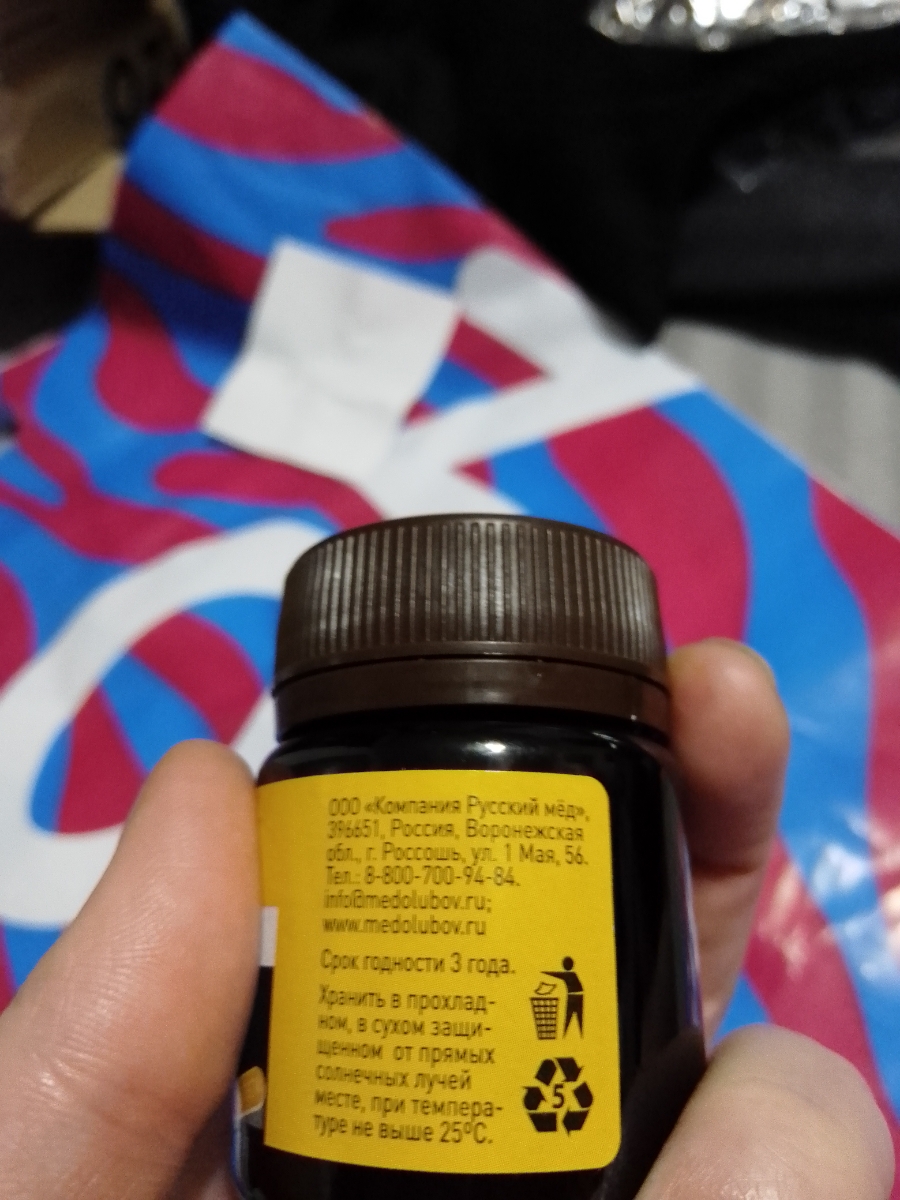 ООО «Компания Русский мёд»,
396651, Россия, Воронежская
обл., г. Россошь, ул. 1 Мая, 56.
Тел.: 8-800-700-94-84.
info@medolubov.ru;
www.medolubov.ru
Срок годности 3 года.
Хранить в прохлад-
ном, в сухом защи-
щенном от прямых
солнечных лучей
месте, при темпера-
туре не выше 25°С.
5